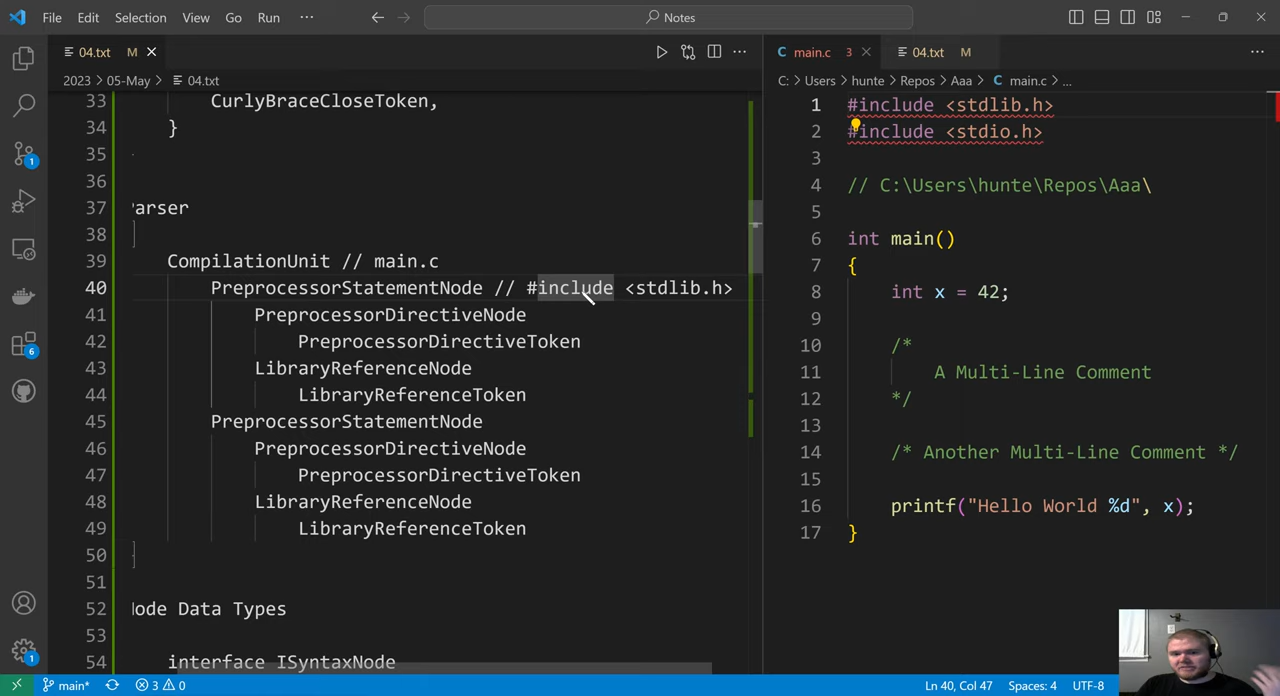 File Edit Selection View Go Run ··· Notes
04.txt M
main.c 3 04.txt M
2023 > 05-May > 04.txt
C: > Users > hunte > Repos > Aaa > C main.c > ...
33 CurlyBraceCloseToken,
34 }
35
36
37 Parser
38
39 CompilationUnit // main.c
40 PreprocessorStatementNode // #include <stdlib.h>
41 PreprocessorDirectiveNode
42 PreprocessorDirectiveToken
43 LibraryReferenceNode
44 LibraryReferenceToken
45 PreprocessorStatementNode
46 PreprocessorDirectiveNode
47 PreprocessorDirectiveToken
48 LibraryReferenceNode
49 LibraryReferenceToken
50
51
52 Node Data Types
53
54 interface ISyntaxNode
1 #include <stdlib.h>
2 #include <stdio.h>
3
4 // C:\Users\hunte\Repos\Aaa\
5
6 int main()
7 {
8 int x = 42;
9
10 /*
11 A Multi-Line Comment
12 */
13
14 /* Another Multi-Line Comment */
15
16 printf("Hello World %d", x);
17 }
1
6
1
main* 3 0 Ln 40, Col 47 Spaces: 4 UTF-8